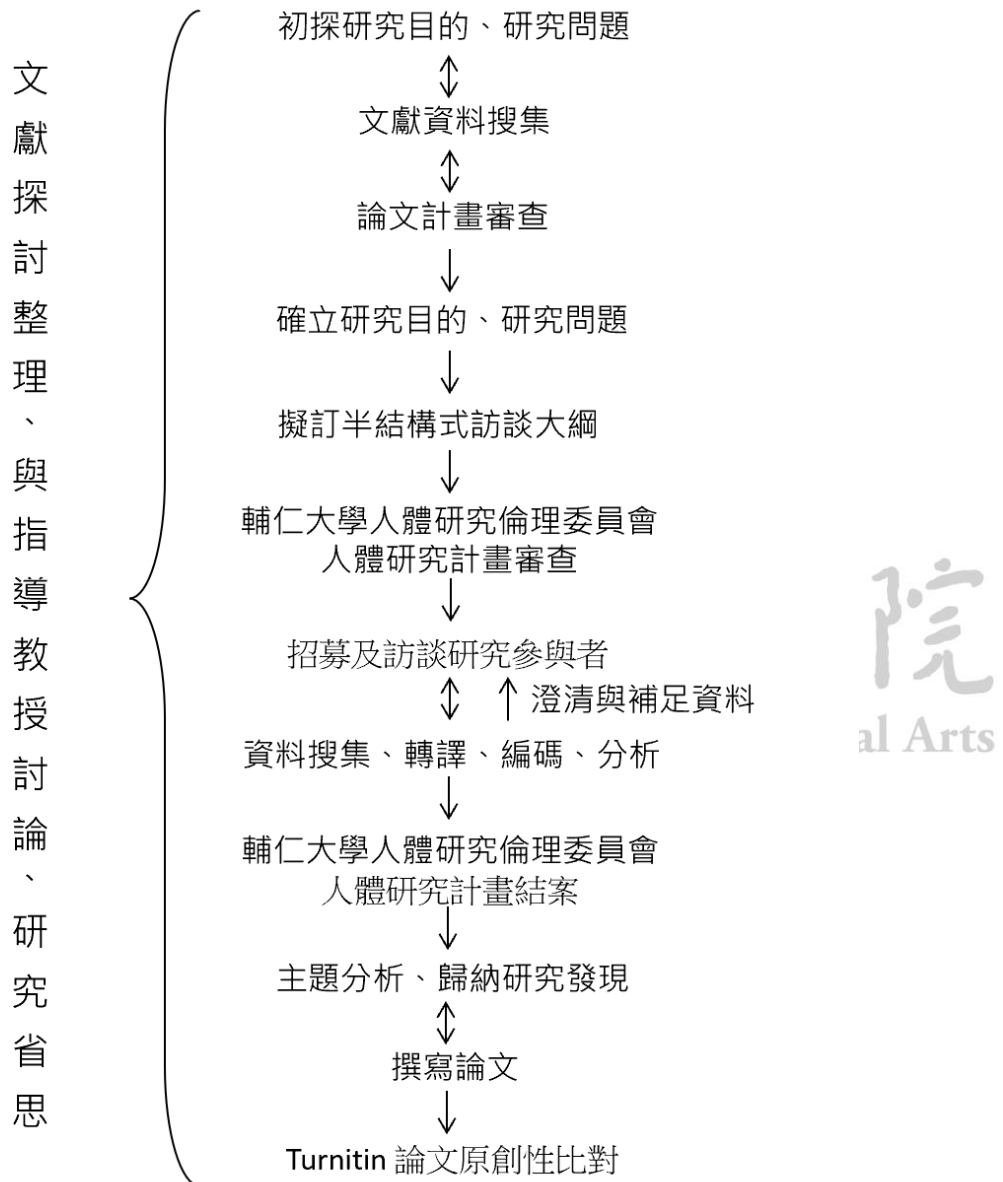 文獻探討整理、與指導教授討論、研究省思
初探研究目的、研究問題
文獻資料搜集
論文計畫審查
確立研究目的、研究問題
擬訂半結構式訪談大綱
輔仁大學人體研究倫理委員會
人體研究計畫審查
招募及訪談研究參與者
澄清與補足資料
資料搜集、轉譯、編碼、分析
輔仁大學人體研究倫理委員會
人體研究計畫結案
主題分析、歸納研究發現
撰寫論文
Turnitin 論文原創性比對
院
al Arts